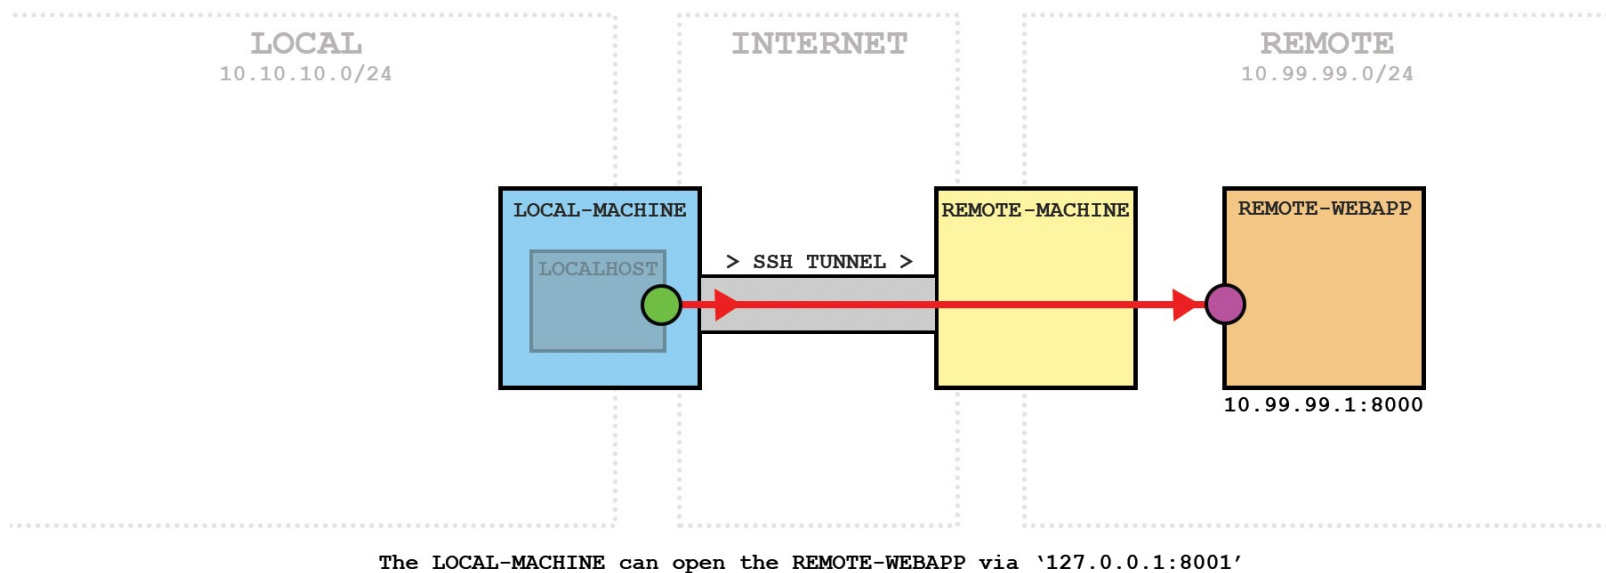 LOCAL
10.10.10.0/24
INTERNET
REMOTE
10.99.99.0/24
LOCAL-MACHINE
LOCALHOST
> SSH TUNNEL >
REMOTE-MACHINE
REMOTE-WEBAPP
10.99.99.1:8000
The LOCAL-MACHINE can open the REMOTE-WEBAPP via ‘127.0.0.1:8001’